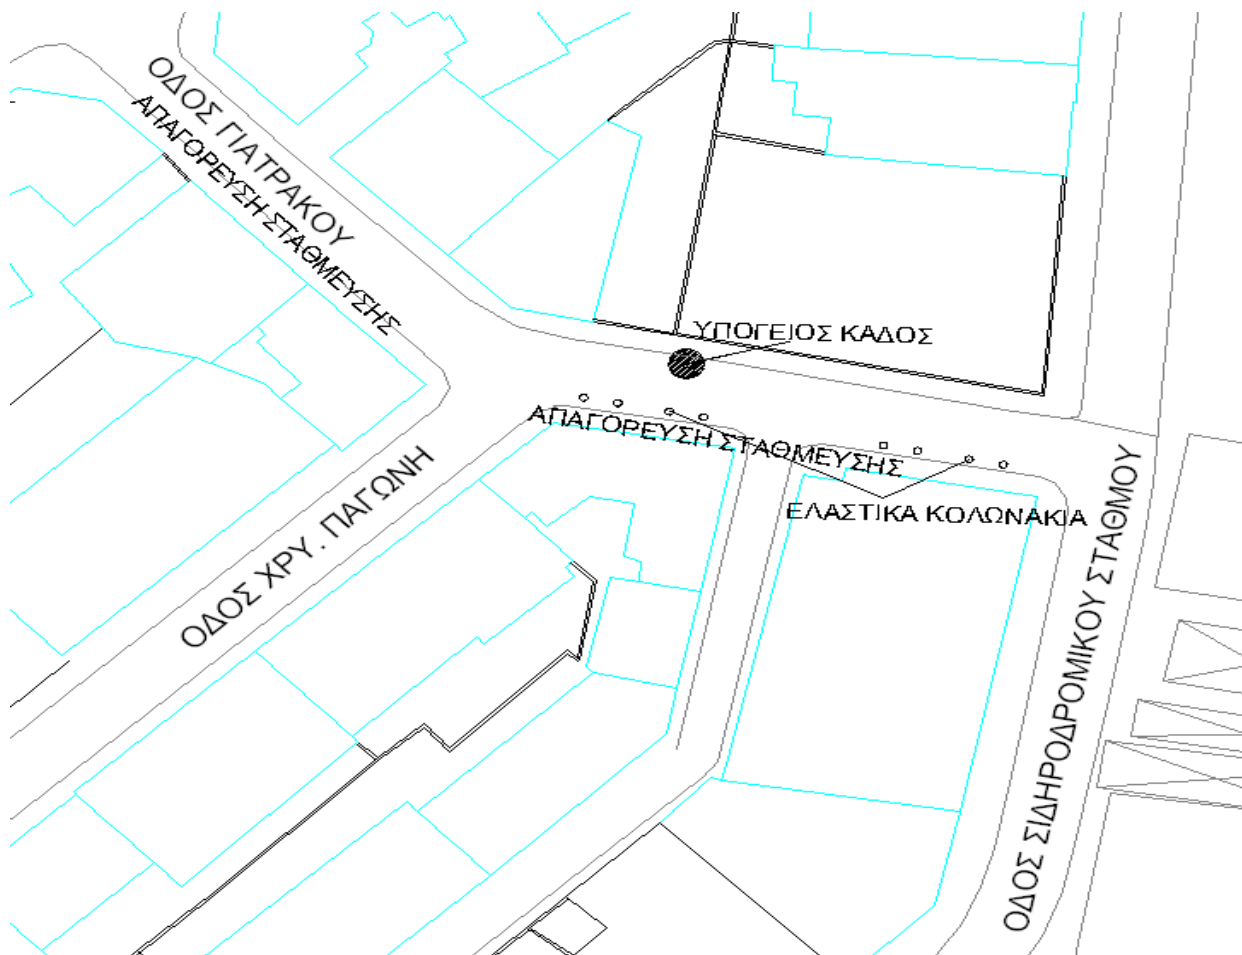 ΟΔΟΣ ΓΙΑΤΡΑΚΟΥ
ΑΠΑΓΟΡΕΥΣΗ ΣΤΑΘΜΕΥΣΗΣ
ΥΠΟΓΕΙΟΣ ΚΑΔΟΣ
ΑΠΑΓΟΡΕΥΣΗ ΣΤΑΘΜΕΥΣΗΣ
ΕΛΑΣΤΙΚΑ ΚΟΛΩΝΑΚΙΑ
ΟΔΟΣ ΧΡΥ. ΠΑΓΩΝΗ
ΟΔΟΣ ΣΙΔΗΡΟΔΡΟΜΙΚΟΥ ΣΤΑΘΜΟΥ